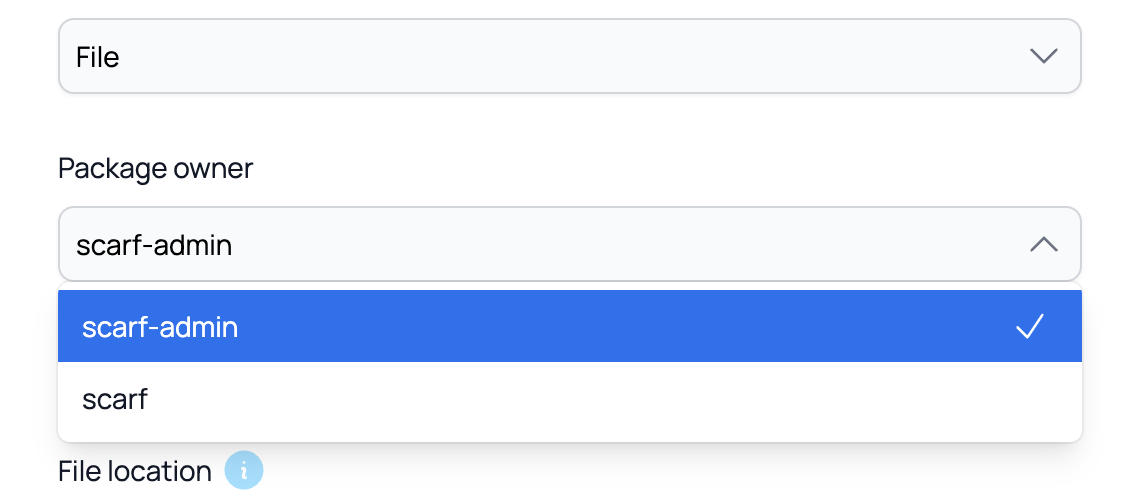 File
Package owner
scarf-admin
scarf-admin
scarf
File location